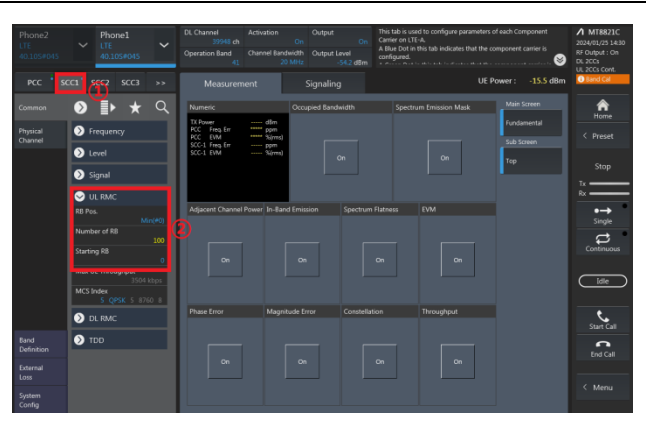 Phone2
LTE
40.105#045
Phone1
LTE
40.105#045
DL Channel
39948 ch
Activation
On
Output
On
Operation Band
41
Channel Bandwidth
20 MHz
Output Level
-54.2 dBm
This tab is used to configure parameters of each Component
Carrier on LTE-A.
A Blue Dot in this tab indicates that the component carrier is
configured.
MT8821C
2024/01/25 14:30
RF Output : On
DL 2CCs
UL 2CCs Cont.
Band Cal
PCC
SCC1
SCC2
SCC3
>>
①
Measurement
Signaling
UE Power :
-15.5 dBm
Common
Physical
Channel
Frequency
Level
Signal
UL RMC
RB Pos.
Min(#0)
Number of RB
100
Starting RB
0
②
Max UL Throughput
3504 kbps
MCS Index
5 QPSK 5 8760 8
DL RMC
TDD
Band
Definition
External
Loss
System
Config
Numeric
TX Power ----- dBm
PCC Freq. Err ----- ppm
PCC EVM ----- %(rms)
SCC-1 Freq. Err ----- ppm
SCC-1 EVM ----- %(rms)
Occupied Bandwidth
On
Spectrum Emission Mask
On
Adjacent Channel Power
On
In-Band Emission
On
Spectrum Flatness
On
EVM
On
Phase Error
On
Magnitude Error
On
Constellation
On
Throughput
On
Main Screen
Fundamental
Sub Screen
Top
Home
Preset
Stop
Tx
Rx
Single
Continuous
Idle
Start Call
End Call
Menu